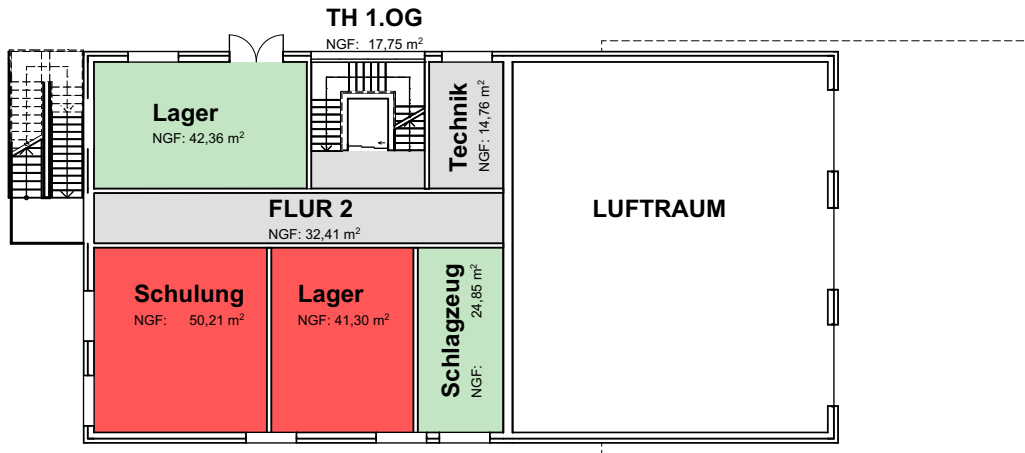 TH 1.OG
NGF: 17,75 m²
Lager
NGF: 42,36 m²
Technik
NGF: 14,76 m²
FLUR 2
NGF: 32,41 m²
LUFTRAUM
Schulung
NGF: 50,21 m²
Lager
NGF: 41,30 m²
Schlagzeug
NGF: 24,85 m²